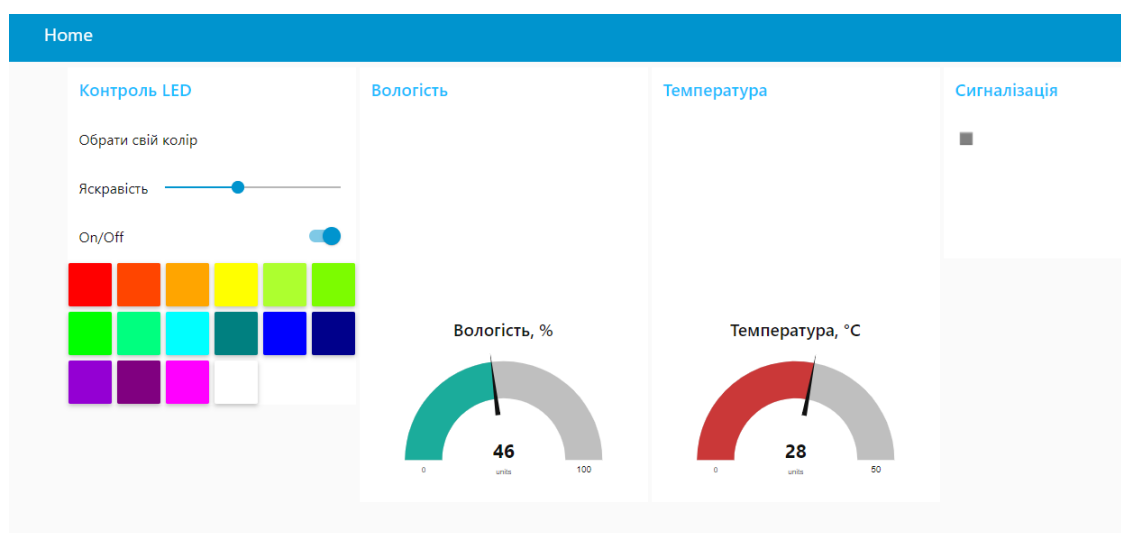 Home
Контроль LED
Обрати свій колір
Яскравість
On/Off
Вологість
Вологість, %
46
units
0
100
Температура
Температура, °C
28
units
0
50
Сигналізація